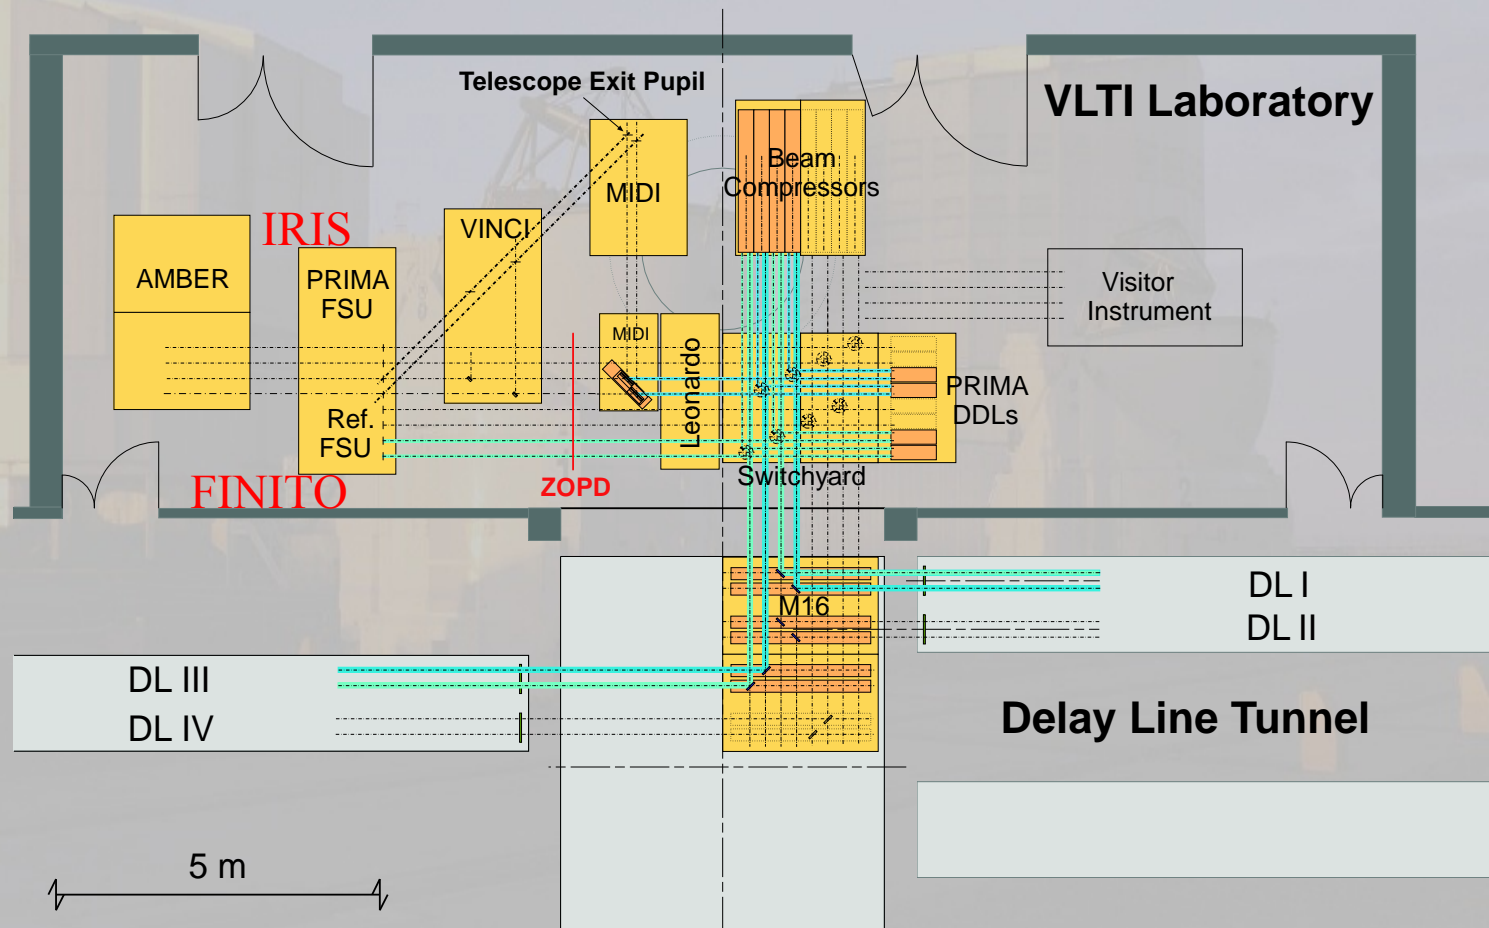 Telescope Exit Pupil
VLTI Laboratory
Beam
Compressors
MIDI
IRIS
VINCI
AMBER
PRIMA
FSU
Visitor
Instrument
MIDI
Leonardo
PRIMA
DDLs
Ref.
FSU
Switchyard
FINITO
ZOPD
DL I
M16
DL II
DL III
DL IV
Delay Line Tunnel
5 m